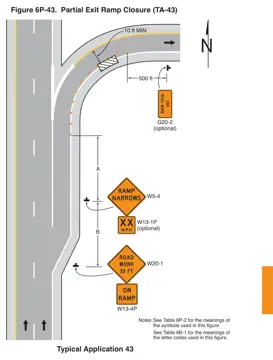 Figure 6P-43. Partial Exit Ramp Closure (TA-43)
10 ft MIN.
N
500 ft
END
ROAD WORK
G20-2
(optional)
A
RAMP
NARROWS
W5-4
XX
MPH
W13-1P
(optional)
B
ROAD
WORK
XX FT
W20-1
ON
RAMP
W13-4P
Notes: See Table 6P-2 for the meanings of
the symbols used in this figure
See Table 6B-1 for the meanings of
the letter codes used in this figure.
Typical Application 43